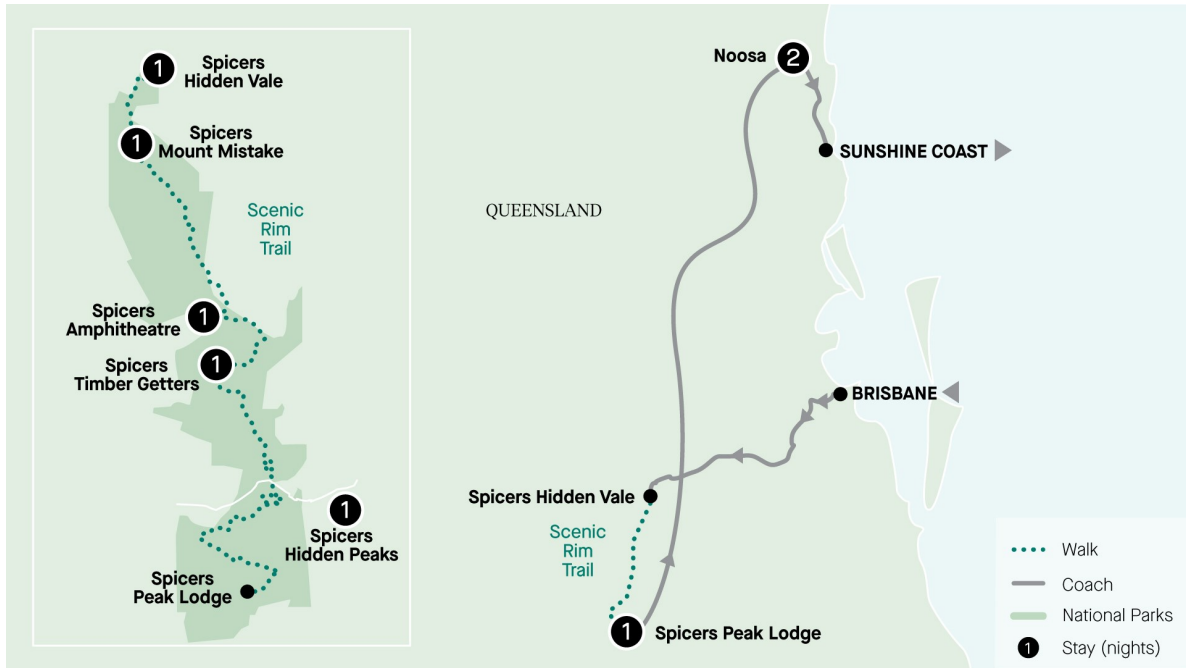 1
Spicers
Hidden Vale
1
Spicers
Mount Mistake
Scenic
Rim
Trail
Spicers
Amphitheatre
1
Spicers
Timber Getters
1
1
Spicers
Hidden Peaks
Spicers
Peak Lodge
Noosa 2
SUNSHINE COAST
QUEENSLAND
BRISBANE
Spicers Hidden Vale
Scenic
Rim
Trail
1 Spicers Peak Lodge
Walk
Coach
National Parks
1 Stay (nights)